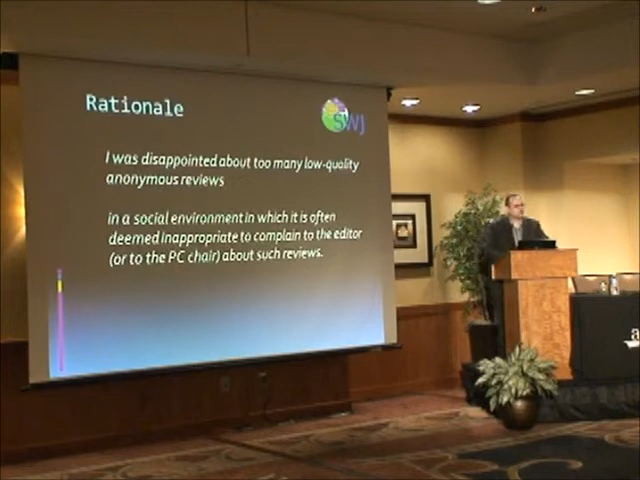 Rationale
SWJ
I was disappointed about too many low-quality
anonymous reviews
in a social environment in which it is often
deemed inappropriate to complain to the editor
(or to the PC chair) about such reviews.